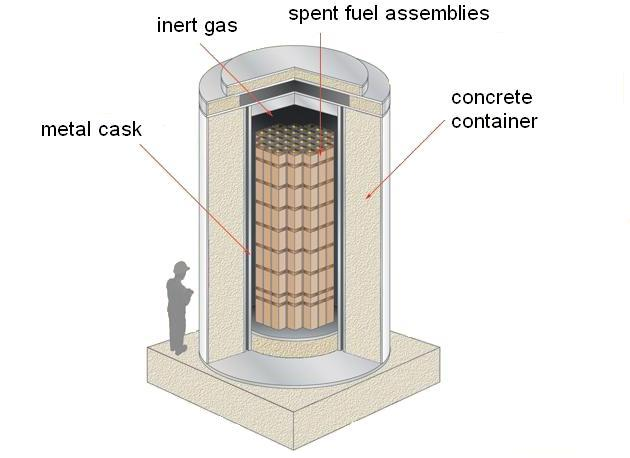 spent fuel assemblies
inert gas
concrete
container
metal cask